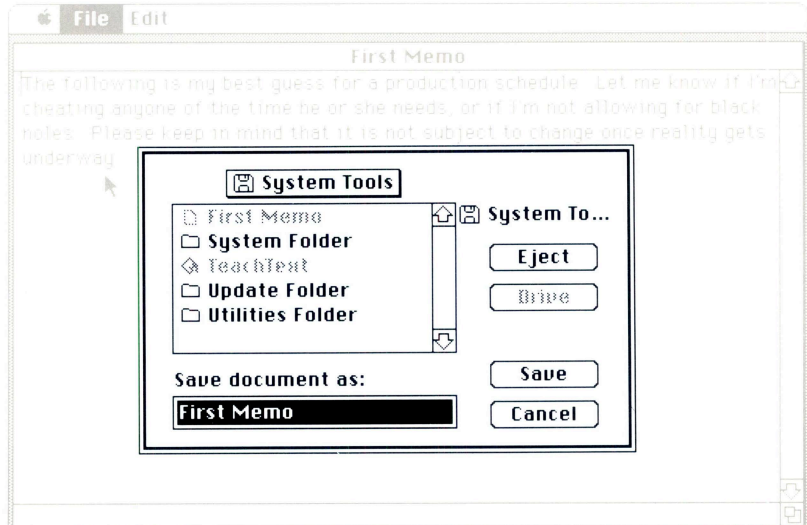 File Edit
First Memo
The following is my best guess for a production schedule. Let me know if I'm
cheating anyone of the time he or she needs, or if I'm not allowing for black
holes. Please keep in mind that it is not subject to change once reality gets
underway.
System Tools
First Memo
System Folder
TeachText
Update Folder
Utilities Folder
System To...
Eject
Drive
Save document as:
First Memo
Save
Cancel